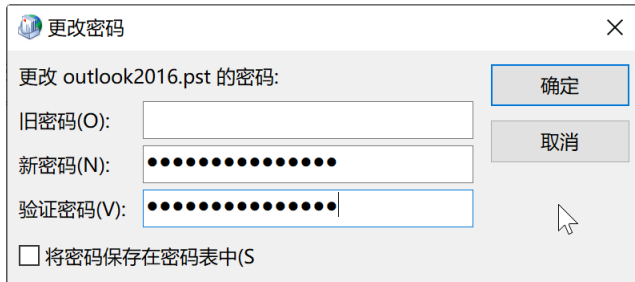 更改密码
更改 outlook2016.pst 的密码:
确定
旧密码(O):
取消
新密码(N): ●●●●●●●●●●●●●●●
验证密码(V): ●●●●●●●●●●●●●●●
将密码保存在密码表中(S